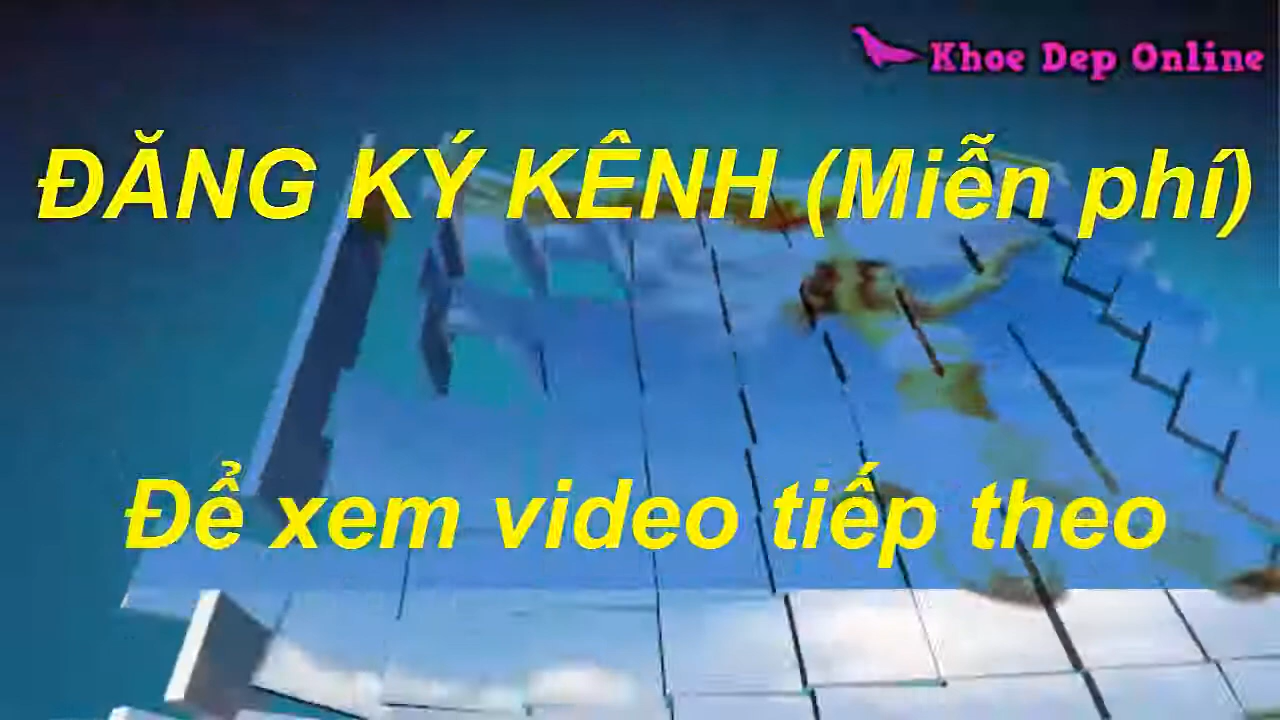 Khoe Dep Online
ĐĂNG KÝ KÊNH (Miễn phí)
Để xem video tiếp theo